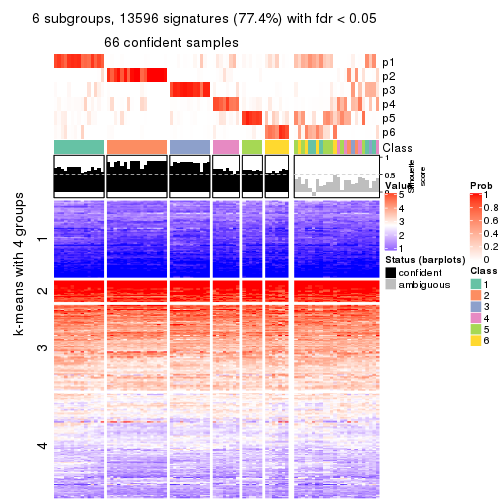 6 subgroups, 13596 signatures (77.4%) with fdr < 0.05
66 confident samples
p1
p2
p3
p4
p5
p6
Class
1
0.5
0
Silhouette
score
k-means with 4 groups
1
2
3
4
Value
5
4
3
2
1
Status (barplots)
confident
ambiguous
Prob
1
0.8
0.6
0.4
0.2
0
Class
1
2
3
4
5
6